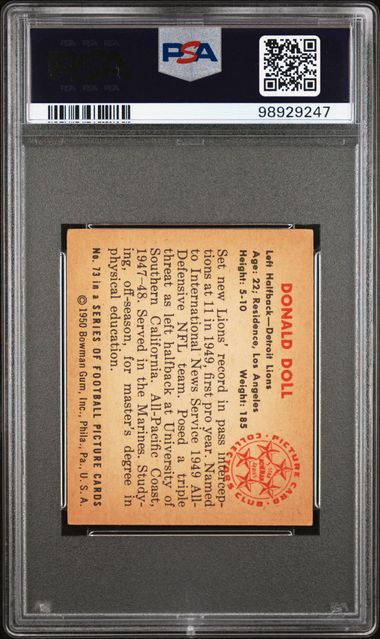 PSA
98929247
DONALD DOLL
Left Halfback—Detroit Lions
Age: 22; Residence, Los Angeles
Height: 5-10 Weight: 185
Set new Lions' record in pass intercep-
tions at 11 in 1949, first pro year. Named
to International News Service 1949 All-
Defensive NFL team. Posed a triple
threat as left halfback at University of
Southern California. All-Pacific Coast,
1947-48. Served in the Marines. Study-
ing, off-season, for master's degree in
physical education.
No. 73 in a SERIES OF FOOTBALL PICTURE CARDS
©1950 Bowman Gum, Inc., Phila., Pa., U. S. A.
PICTURE CARD
COLLECTORS CLUB